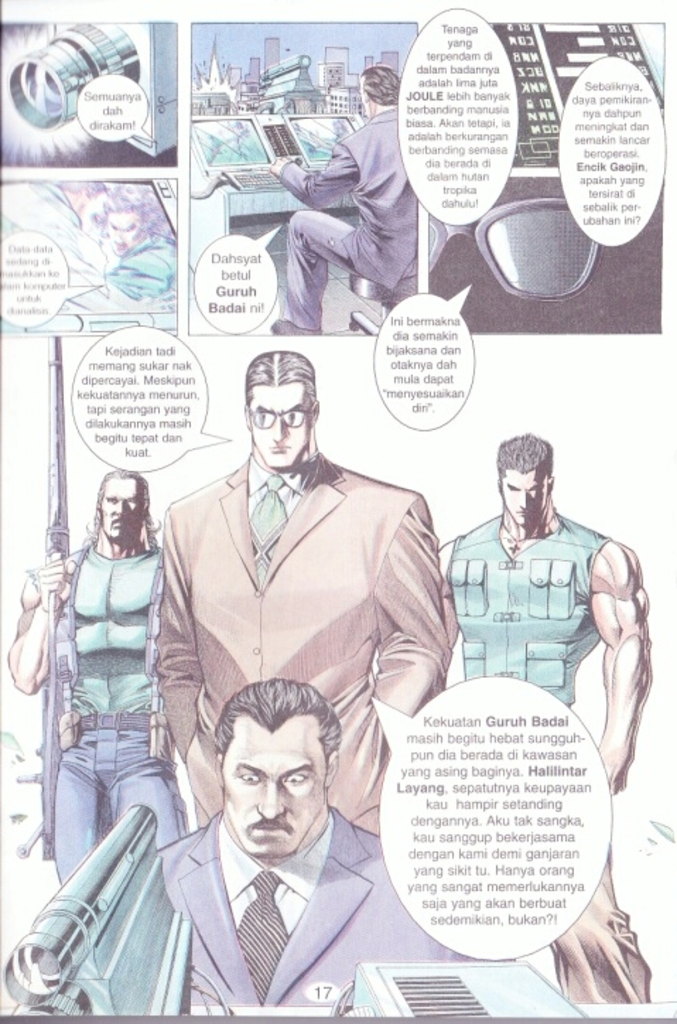 Semuanya
dah
dirakam!
Data-data
sedang di
masukkan ke
komputer
untuk
dianalisis.
Dahsyat
betul
Guruh
Badai ni!
Tenaga
yang
terpendam di
dalam badannya
adalah lima juta
JOULE lebih banyak
berbanding manusia
biasa. Akan tetapi, ia
adalah berkurangan
berbanding semasa
dia berada di
dalam hutan
tropika
dahulu!
Sebaliknya,
daya pemikiran-
nya dahpun
meningkat dan
semakin lancar
beroperasi.
Encik Gaojin,
apakah yang
tersirat di
sebalik per-
ubahan ini?
Ini bermakna
dia semakin
bijaksana dan
otaknya dah
mula dapat
"menyesuaikan
diri".
Kejadian tadi
memang sukar nak
dipercayai. Meskipun
kekuatannya menurun,
tapi serangan yang
dilakukannya masih
begitu tepat dan
kuat.
Kekuatan Guruh Badai
masih begitu hebat sungguh-
pun dia berada di kawasan
yang asing baginya. Halilintar
Layang, sepatutnya keupayaan
kau hampir setanding
dengannya. Aku tak sangka,
kau sanggup bekerjasama
dengan kami demi ganjaran
yang sikit tu. Hanya orang
yang sangat memerlukannya
saja yang akan berbuat
sedemikian, bukan?!
17